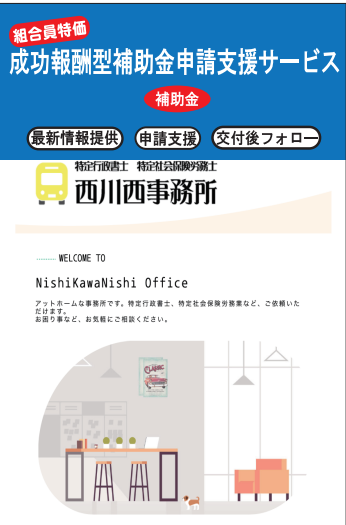 組合員特価
成功報酬型補助金申請支援サービス
補助金
最新情報提供 申請支援 交付後フォロー
特定行政書士 特定社会保険労務士
西川西事務所
WELCOME TO
NishiKawaNishi Office
アットホームな事務所です。特定行政書士、特定社会保険労務業など、ご依頼いた
だけます。
お困り事など、お気軽にご相談ください。
CLASSIC